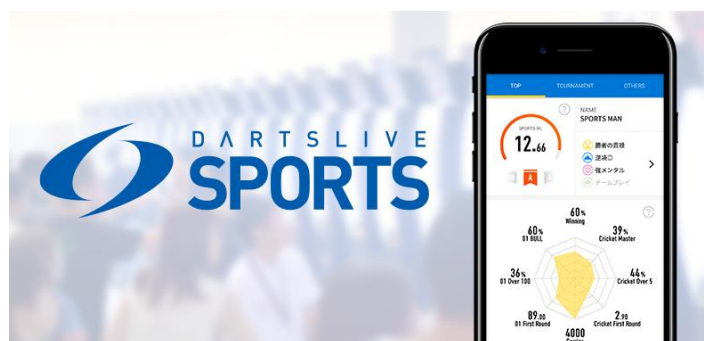 DARTSLIVE
SPORTS
TOP TOURNAMENT OTHERS
NAME
SPORTS MAN
SPORTS Rt.
12.66
A
勝者の貫禄
逆境◎
強メンタル
チームプレイ
60%
Winning
60%
01 BULL
39%
Cricket Master
36%
01 Over 100
44%
Cricket Over 5
89.00
01 First Round
2.90
Cricket First Round
4000